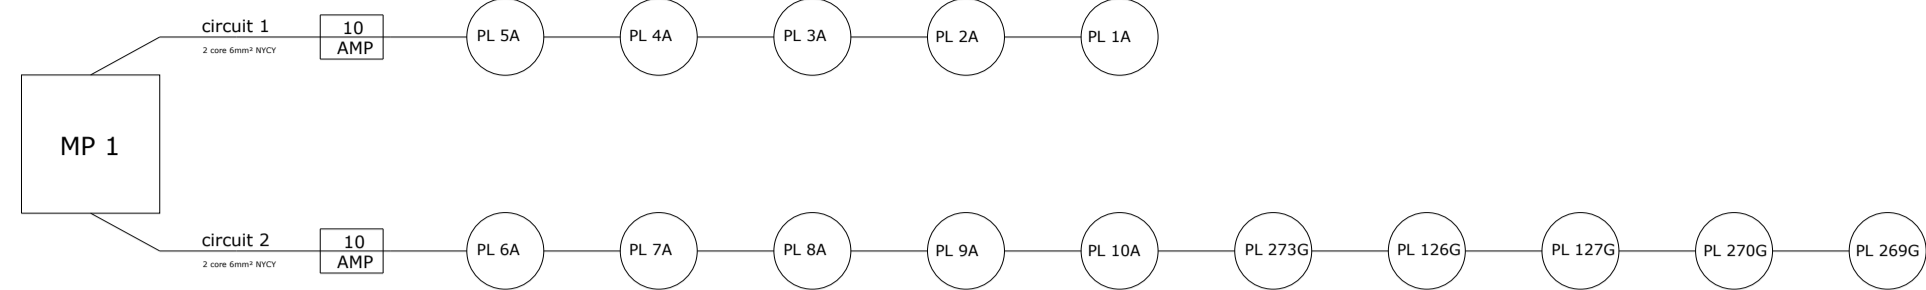 circuit 1
2 core 6mm² NYCY
10
AMP
PL 5A
PL 4A
PL 3A
PL 2A
PL 1A
MP 1
circuit 2
2 core 6mm² NYCY
10
AMP
PL 6A
PL 7A
PL 8A
PL 9A
PL 10A
PL 273G
PL 126G
PL 127G
PL 270G
PL 269G